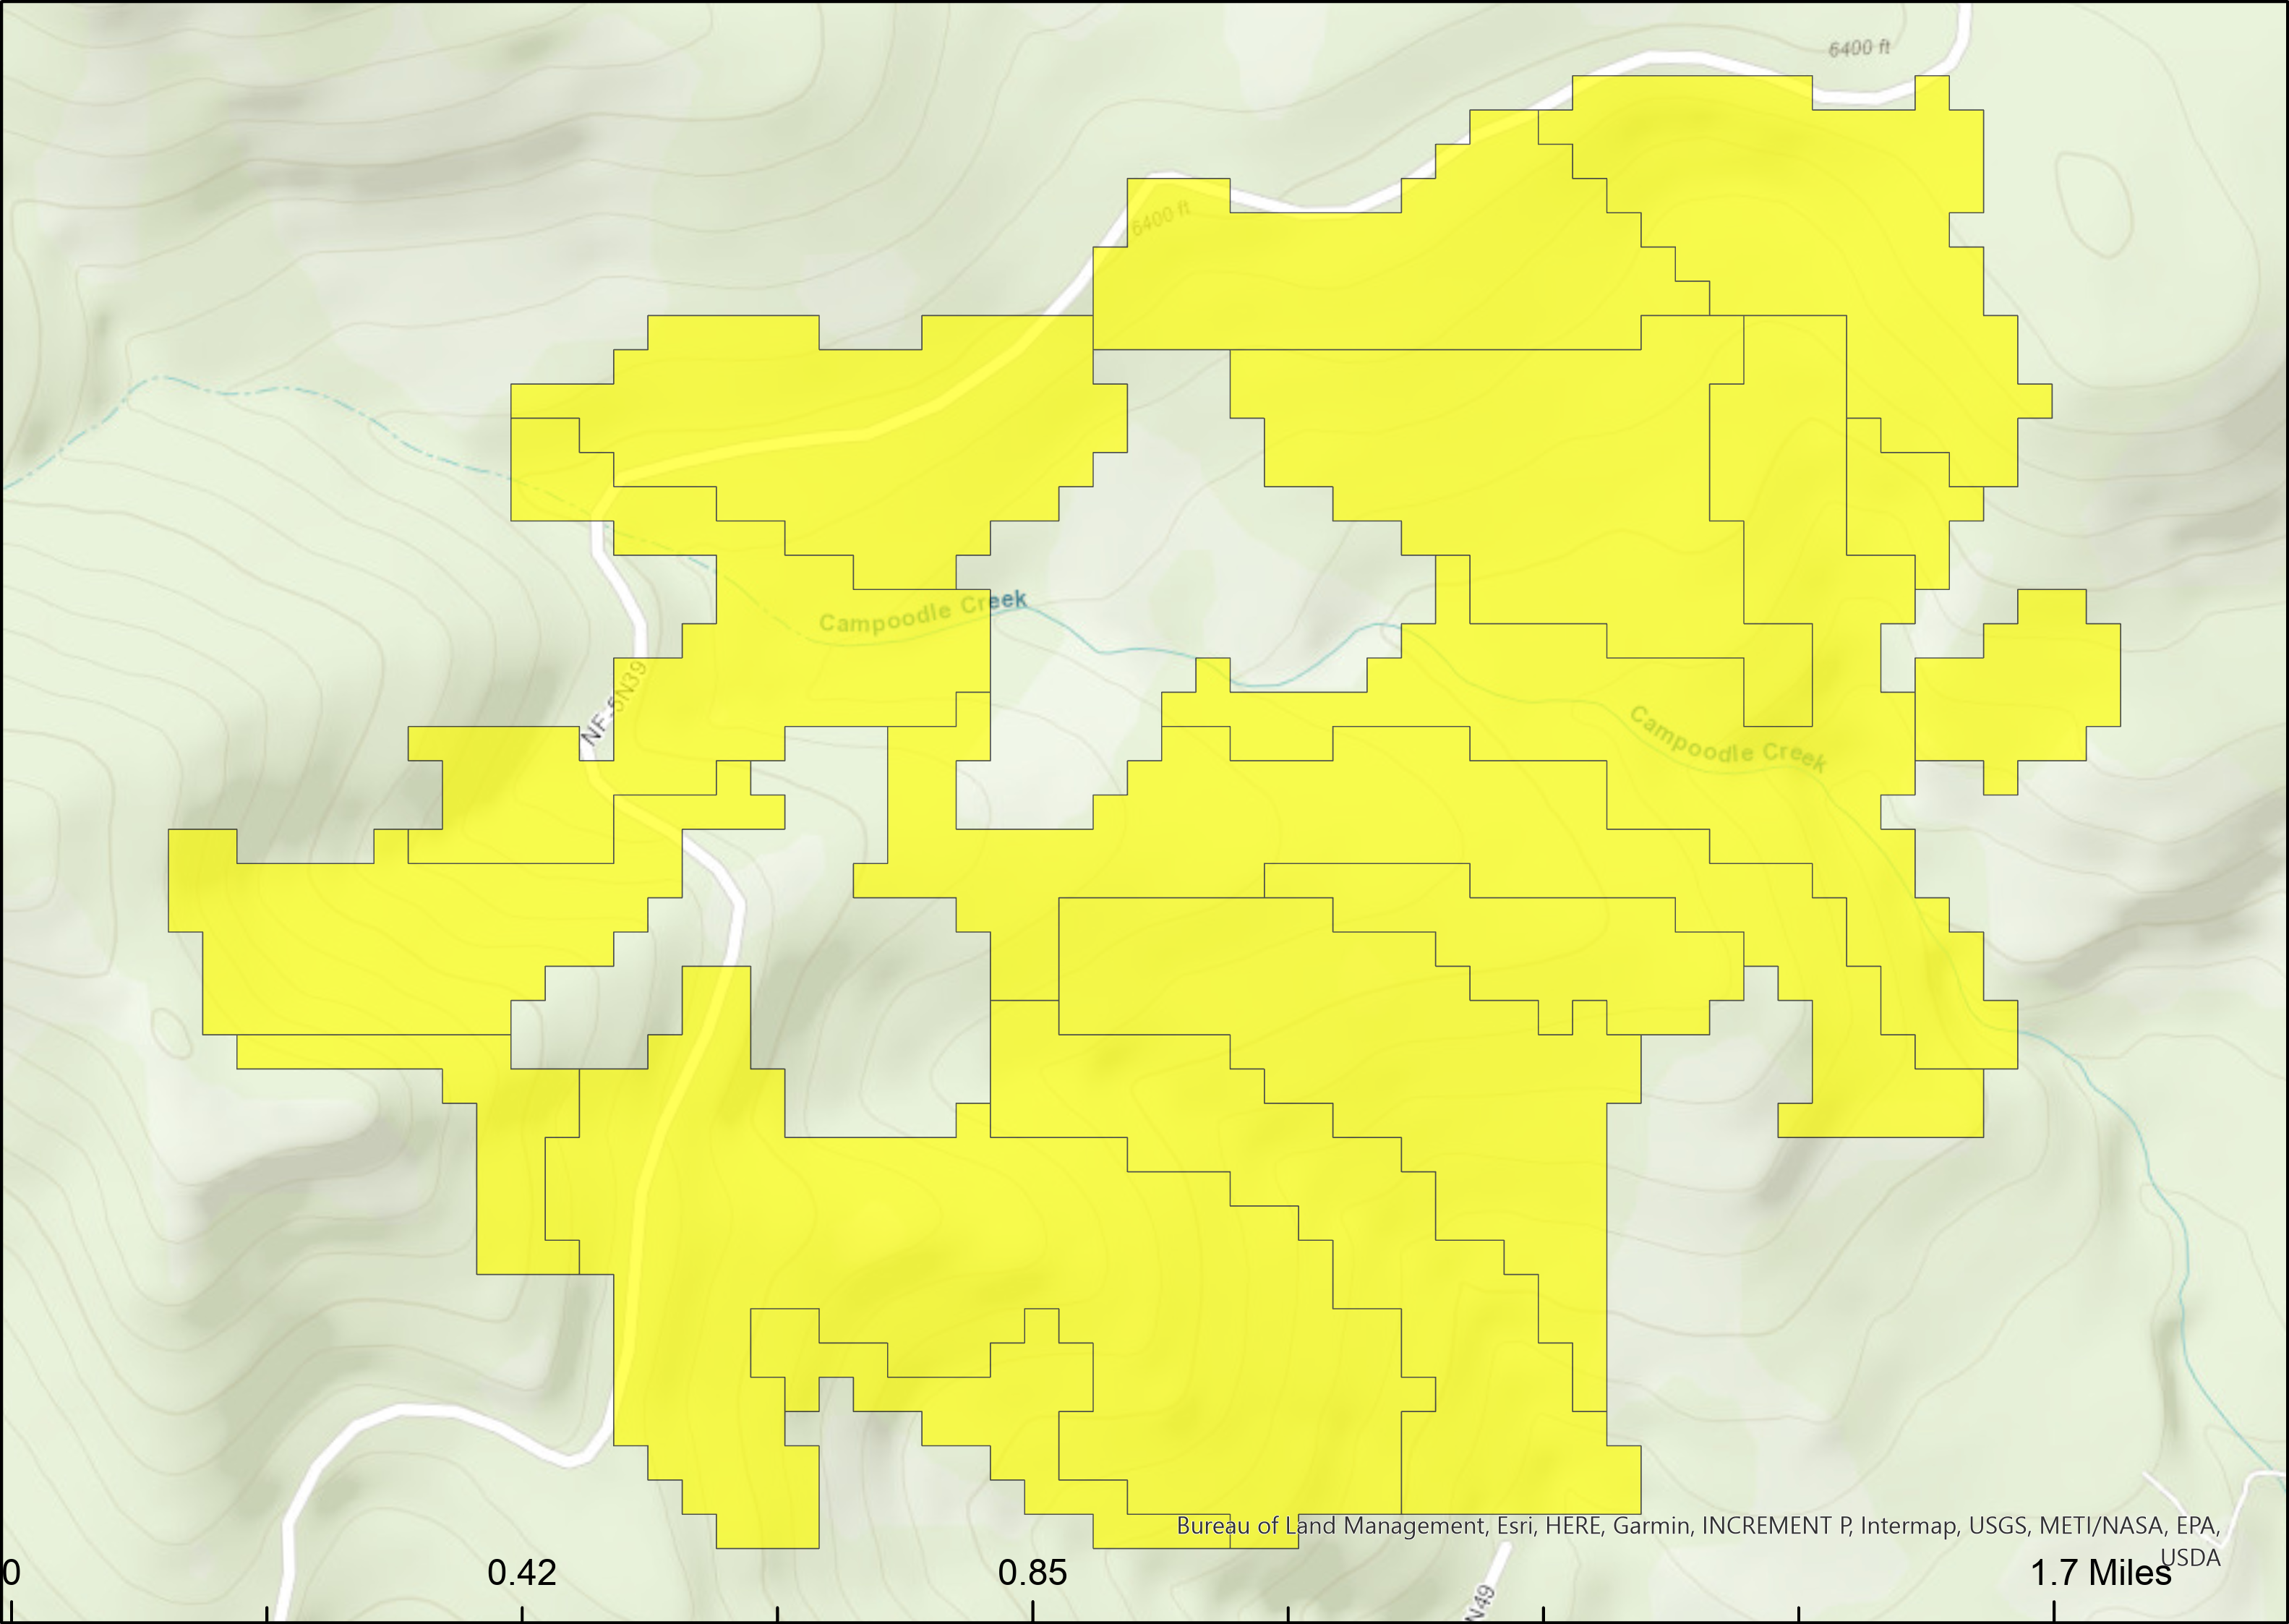 6400 ft
6400 ft
Campoodle Creek
NF-5N39
Campoodle Creek
Bureau of Land Management, Esri, HERE, Garmin, INCREMENT P, Intermap, USGS, METI/NASA, EPA,
USDA
0 0.42 0.85 1.7 Miles
N49